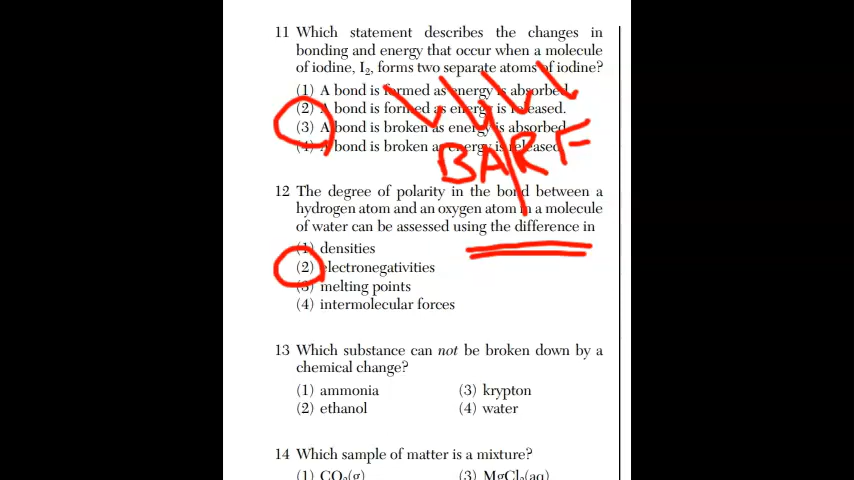 11 Which statement describes the changes in
bonding and energy that occur when a molecule
of iodine, I₂, forms two separate atoms of iodine?
(1) A bond is formed as energy is absorbed.
(2) A bond is formed as energy is released.
(3) A bond is broken as energy is absorbed.
(4) A bond is broken as energy is released.
BARF
12 The degree of polarity in the bond between a
hydrogen atom and an oxygen atom in a molecule
of water can be assessed using the difference in
(1) densities
(2) electronegativities
(3) melting points
(4) intermolecular forces
13 Which substance can not be broken down by a
chemical change?
(1) ammonia (3) krypton
(2) ethanol (4) water
14 Which sample of matter is a mixture?
(1) CO₂(g) (3) MgCl₂(aq)